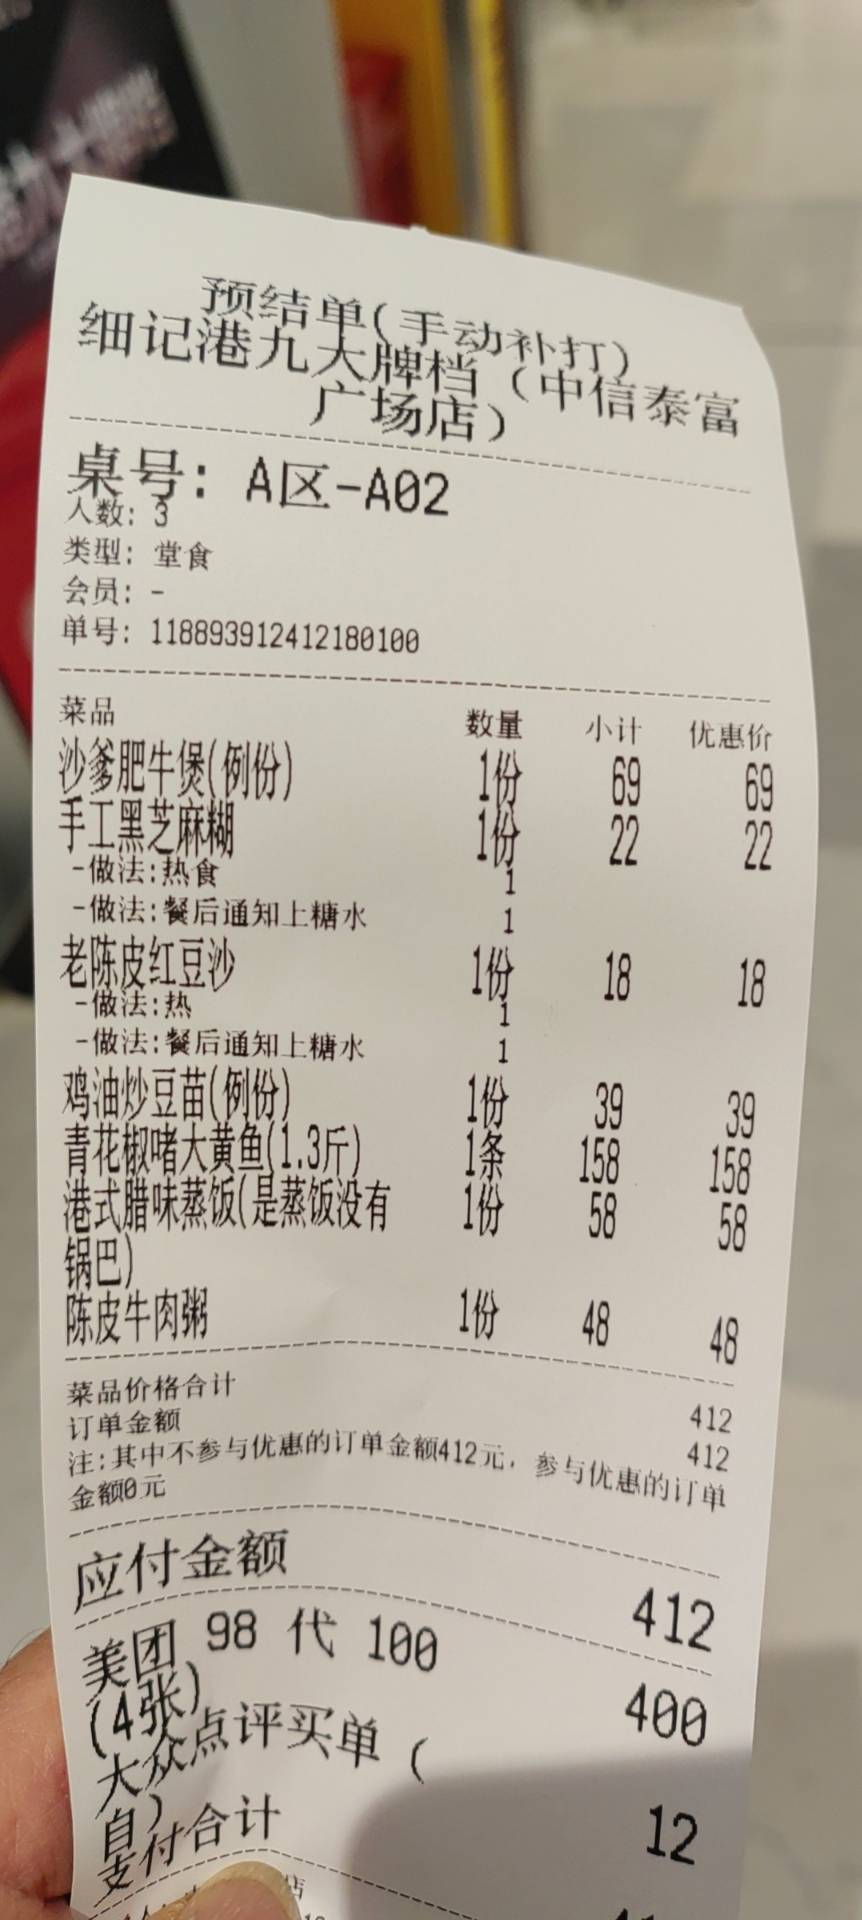 预结单(手动补打)
细记港九大牌档（中信泰富
广场店）
桌号: A区-A02
人数: 3
类型: 堂食
会员: -
单号: 118893912412180100
菜品 数量 小计 优惠价
沙爹肥牛煲(例份) 1份 69 69
手工黑芝麻糊 1份 22 22
-做法:热食 1
-做法:餐后通知上糖水 1
老陈皮红豆沙 1份 18 18
-做法:热 1
-做法:餐后通知上糖水 1
鸡油炒豆苗(例份) 1份 39 39
青花椒啫大黄鱼(1.3斤) 1条 158 158
港式腊味蒸饭(是蒸饭没有 1份 58 58
锅巴)
陈皮牛肉粥 1份 48 48
菜品价格合计 412
订单金额 412
注:其中不参与优惠的订单金额412元，参与优惠的订单
金额0元
应付金额 412
美团 98 代 100 400
(4张)
大众点评买单（ 12
自）
支付合计
店